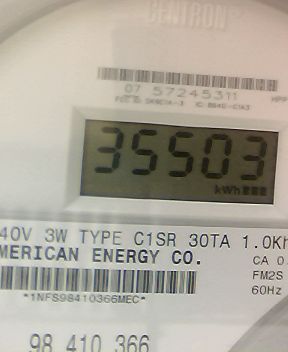 CENTRON®
07 57245311
35503
kWh
40V 3W TYPE C1SR 30TA 1.0Kh
MERICAN ENERGY CO.
CA 0.
FM2S
60Hz
*1NFS98410366MEC*
98 410 366